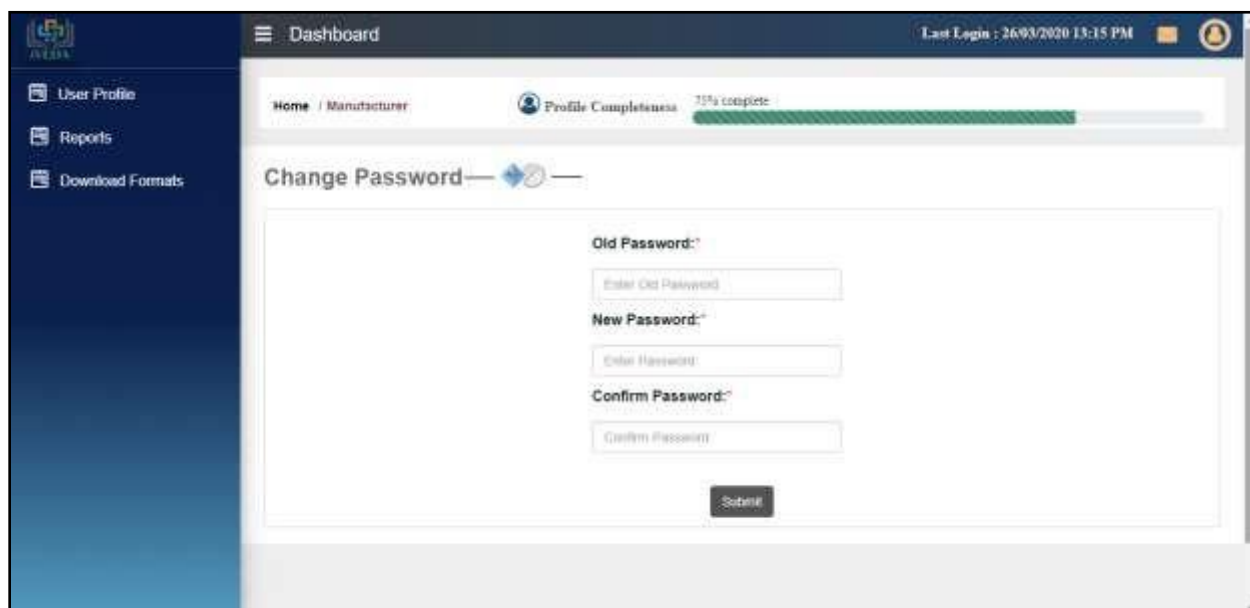 Dashboard
Last Login : 26/03/2020 13:15 PM
User Profile
Reports
Download Formats
Home / Manufacturer
Profile Completeness
75% complete
Change Password
Old Password:*
Enter Old Password
New Password:*
Enter Password
Confirm Password:*
Confirm Password
Submit